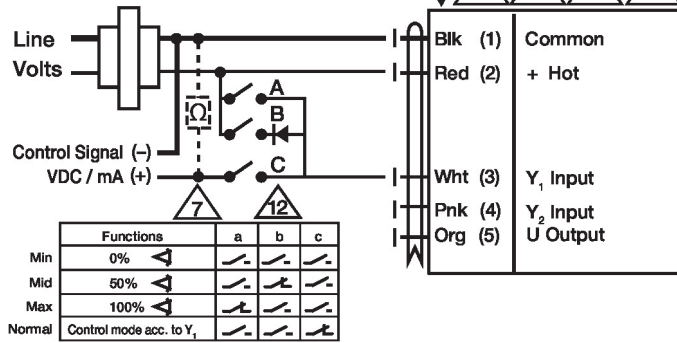 Line
Volts
Blk (1) Common
Red (2) + Hot
A
Ω
B
Control Signal (–)
VDC / mA (+)
C
Wht (3) Y₁ Input
7
12
Pnk (4) Y₂ Input
Org (5) U Output
Functions a b c
Min 0%
Mid 50%
Max 100%
Normal Control mode acc. to Y₁